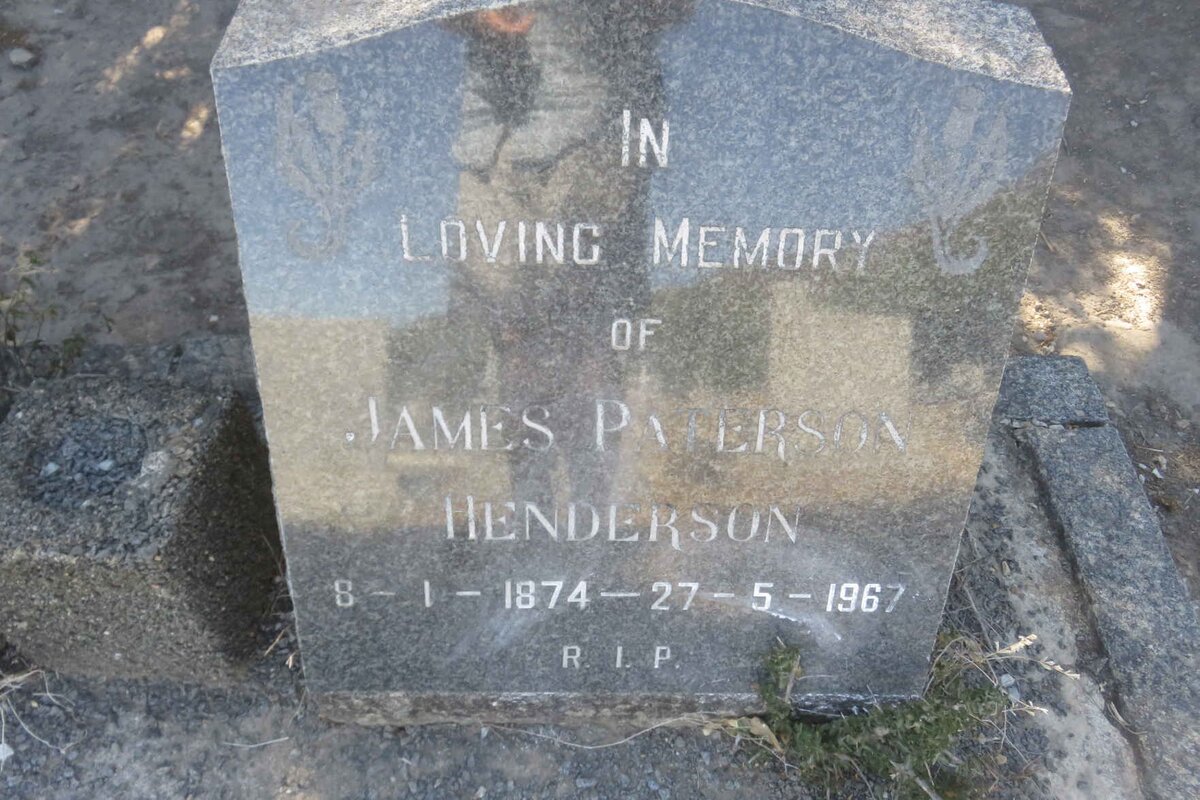 IN
LOVING MEMORY
OF
JAMES PATERSON
HENDERSON
8 - 1 - 1874 - 27 - 5 - 1967
R. I. P.